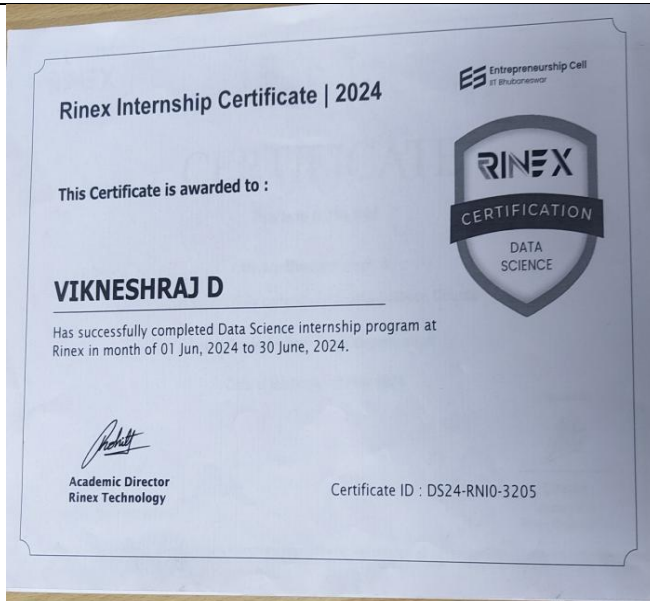 Entrepreneurship Cell
IIT Bhubaneswar
Rinex Internship Certificate | 2024
RINEX
CERTIFICATION
DATA
SCIENCE
This Certificate is awarded to :
VIKNESHRAJ D
Has successfully completed Data Science internship program at
Rinex in month of 01 Jun, 2024 to 30 June, 2024.
Rohitt
Academic Director
Rinex Technology
Certificate ID : DS24-RNI0-3205